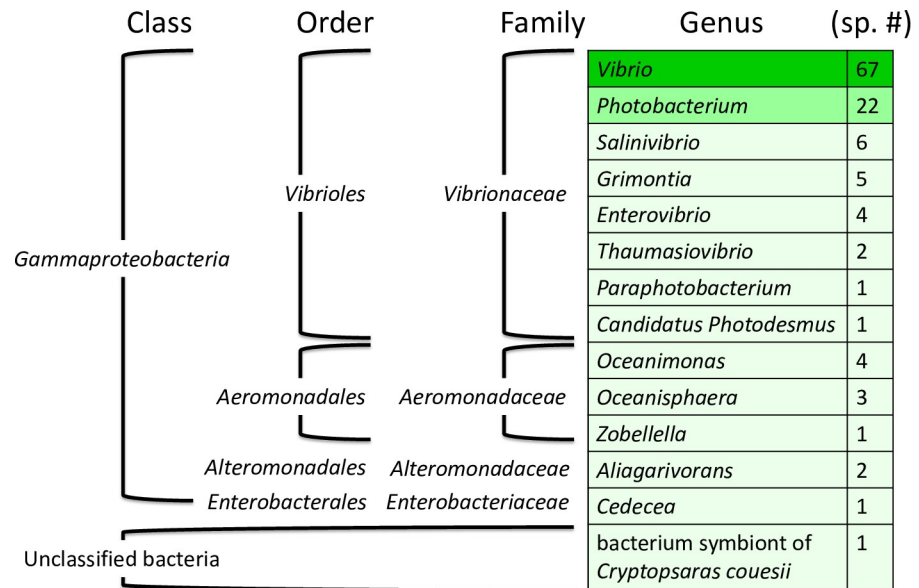 Class Order Family Genus (sp. #)
Vibrio 67
Photobacterium 22
Salinivibrio 6
Vibrioles Vibrionaceae Grimontia 5
Enterovibrio 4
Thaumasiovibrio 2
Gammaproteobacteria
Paraphotobacterium 1
Candidatus Photodesmus 1
Oceanimonas 4
Aeromonadales Aeromonadaceae Oceanisphaera 3
Zobellella 1
Alteromonadales Alteromonadaceae Aliagarivorans 2
Enterobacterales Enterobacteriaceae Cedecea 1
Unclassified bacteria bacterium symbiont of 1
Cryptopsaras couesii